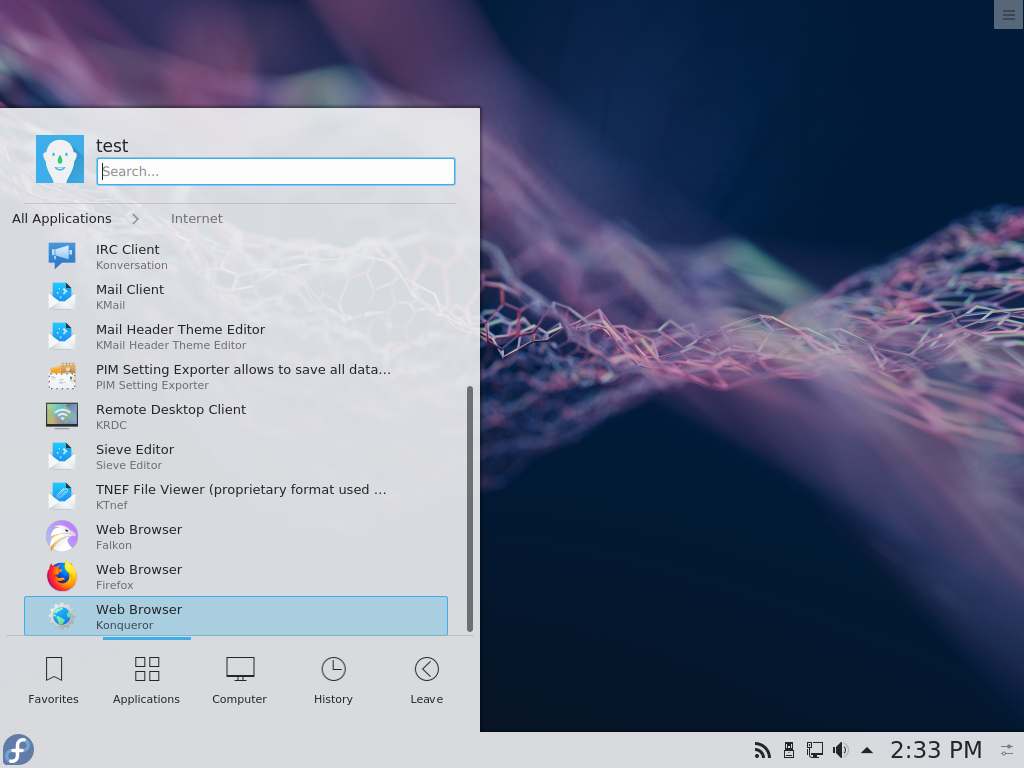 test
Search...
All Applications
Internet
IRC Client
Konversation
Mail Client
KMail
Mail Header Theme Editor
KMail Header Theme Editor
PIM Setting Exporter allows to save all data...
PIM Setting Exporter
Remote Desktop Client
KRDC
Sieve Editor
Sieve Editor
TNEF File Viewer (proprietary format used ...
KTnef
Web Browser
Falkon
Web Browser
Firefox
Web Browser
Konqueror
Favorites
Applications
Computer
History
Leave
2:33 PM